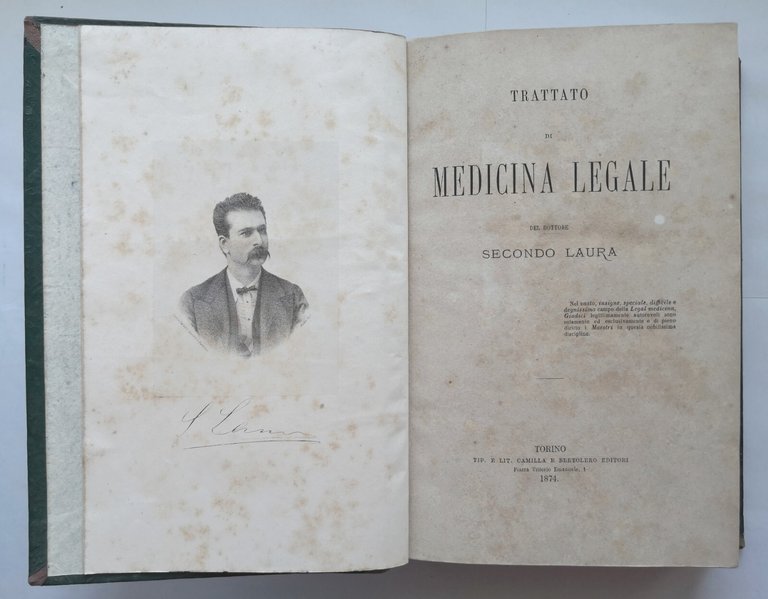 S Laura
TRATTATO
DI
MEDICINA LEGALE
DEL DOTTORE
SECONDO LAURA
Nel vasto, insigne, speciale, difficile e
degnissimo campo della Legal medicina,
Giudici legittimamente autorevoli sono
solamente ed esclusivamente e di pieno
diritto i Maestri in questa nobilissima
disciplina.
TORINO
TIP. E LIT. CAMILLA E BERTOLERO EDITORI
Piazza Vittorio Emanuele, 1
1874.